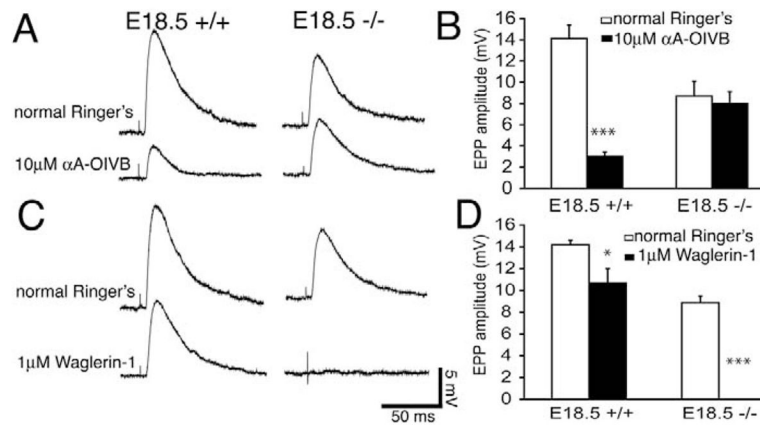 A
E18.5 +/+
E18.5 -/-
normal Ringer's
10μM αA-OIVB
B
EPP amplitude (mV)
16
14
12
10
8
6
4
2
0
normal Ringer's
10μM αA-OIVB
***
E18.5 +/+
E18.5 -/-
C
normal Ringer's
1μM Waglerin-1
5 mV
50 ms
D
EPP amplitude (mV)
16
14
12
10
8
6
4
2
0
normal Ringer's
1μM Waglerin-1
*
***
E18.5 +/+
E18.5 -/-